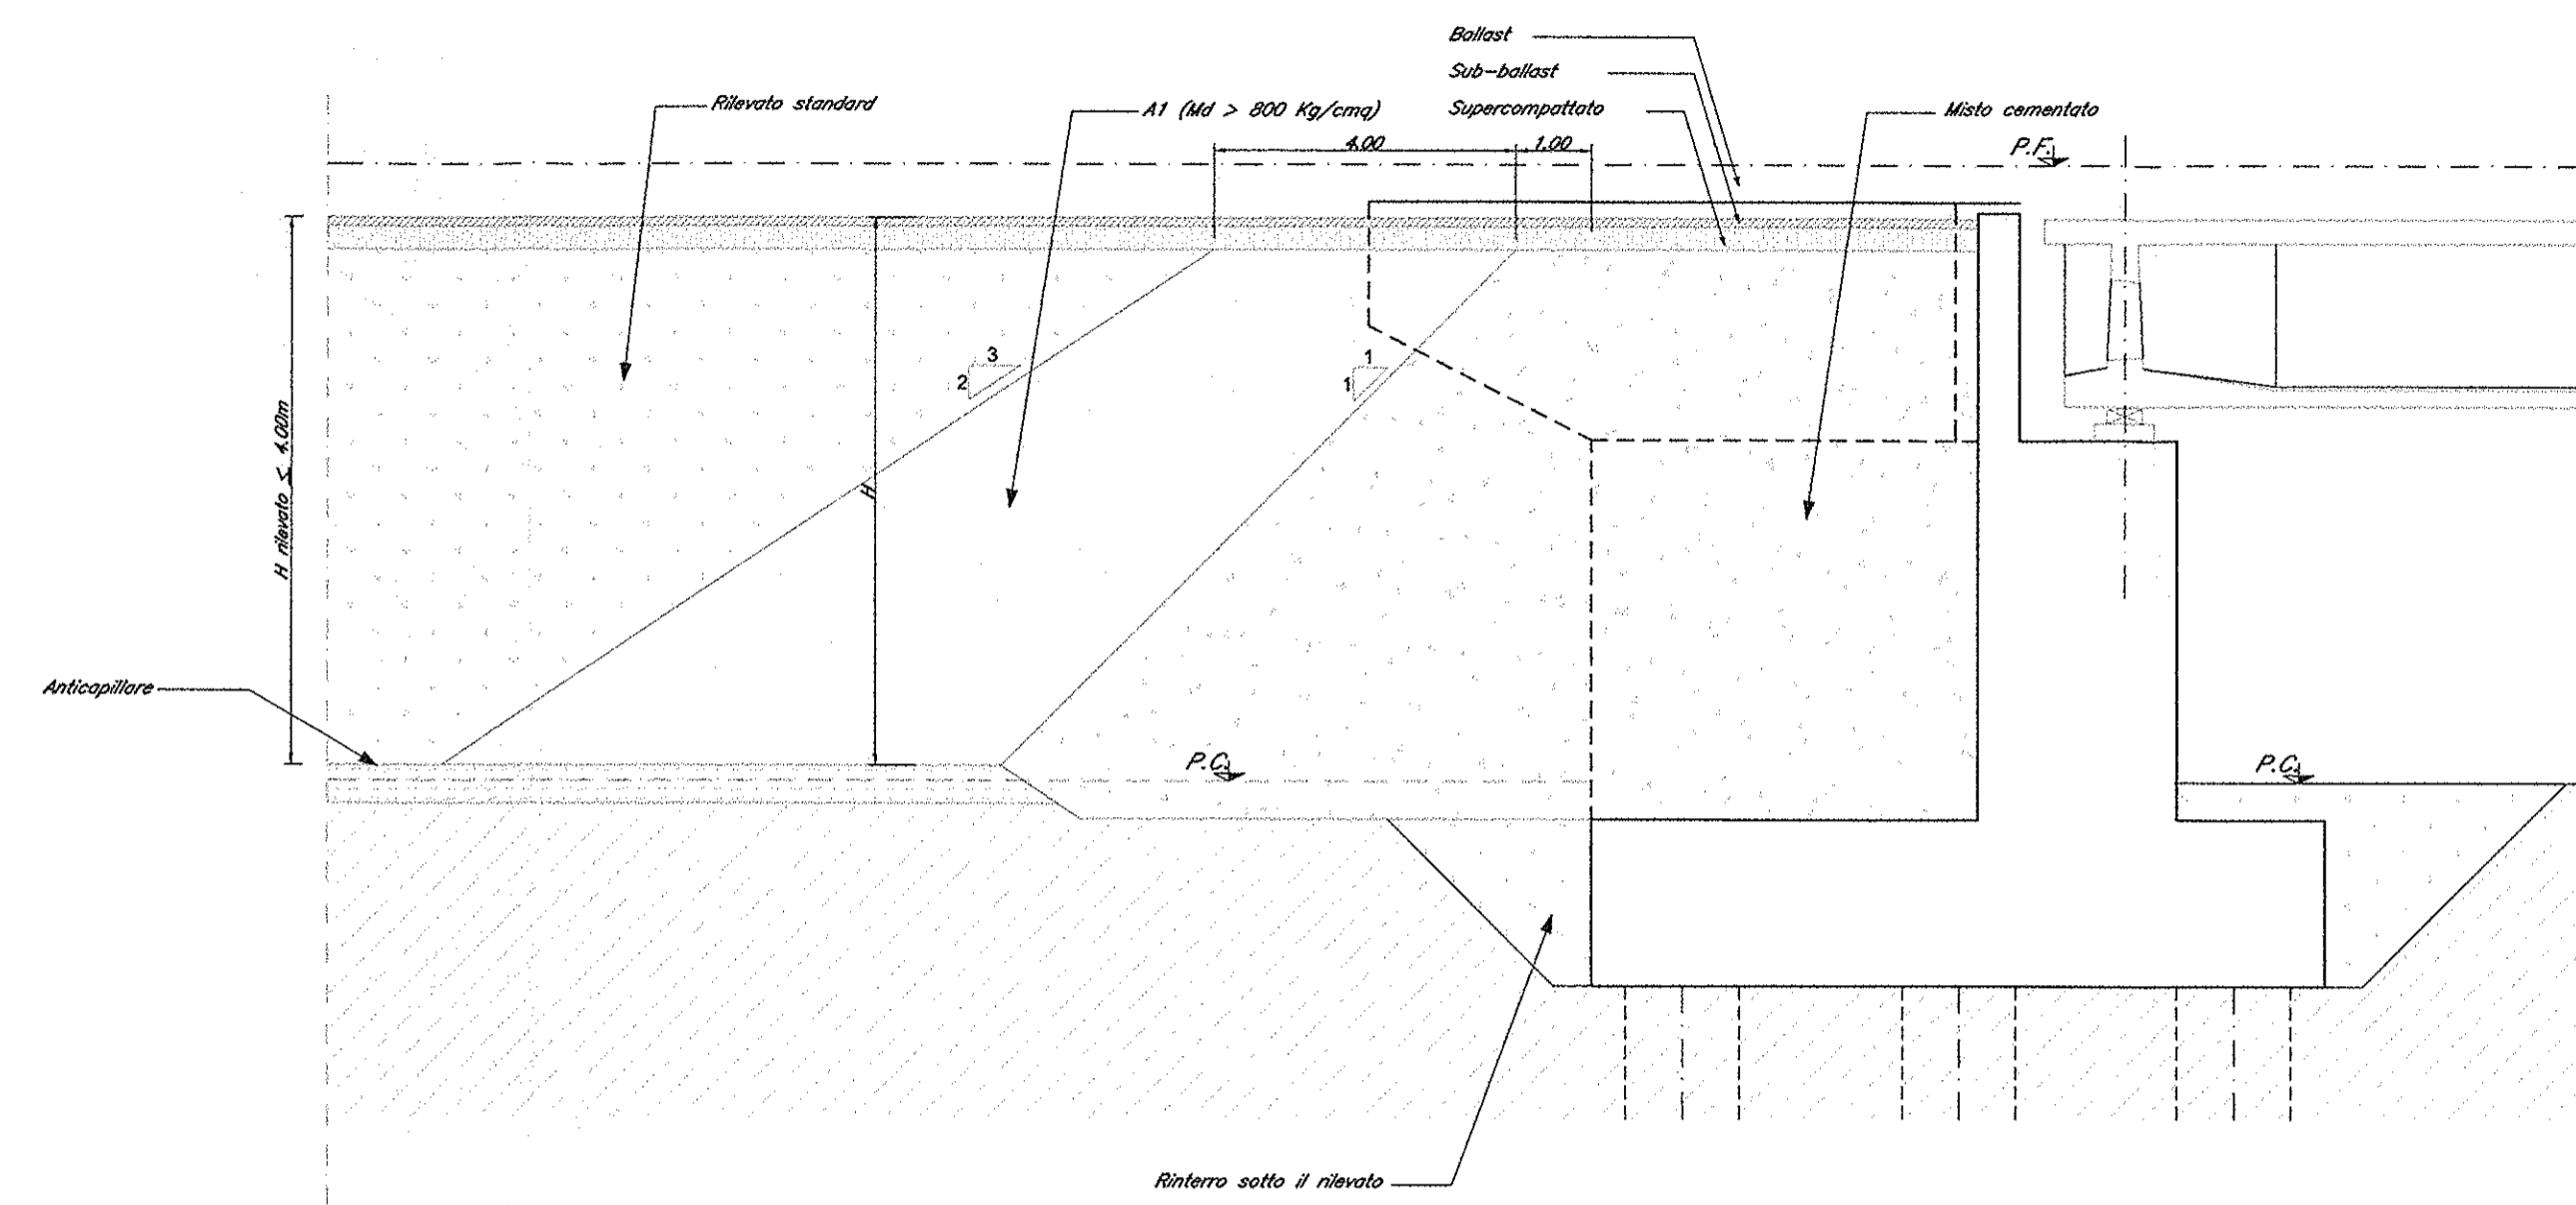 Ballast
Sub-ballast
Rilevato standard
A1 (Md > 800 Kg/cmq)
Supercompattato
Misto cementato
4.00
1.00
P.F.
3
2
1
1
H rilevato ≤ 4.00m
H
Anticapillare
P.C.
P.C.
Rinterro sotto il rilevato